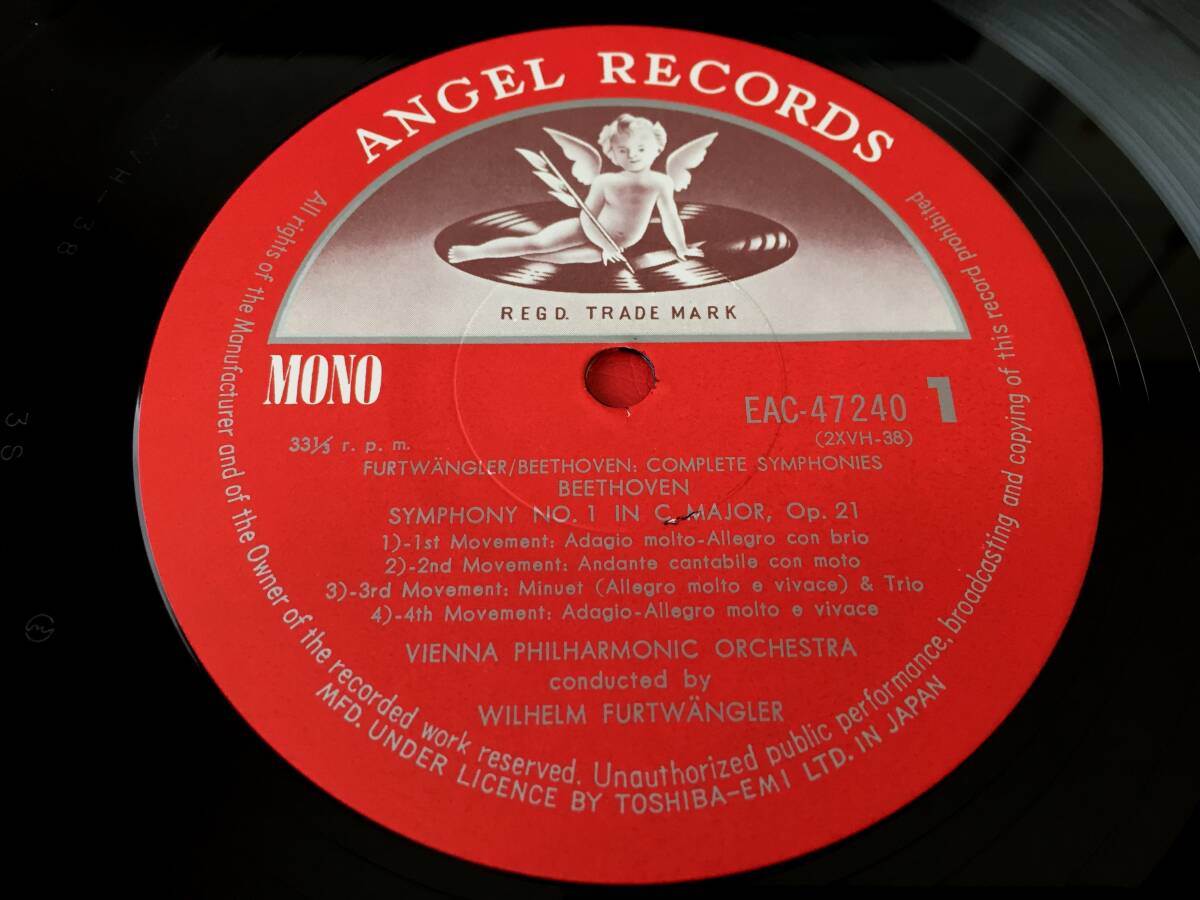 ANGEL RECORDS
REGD. TRADE MARK
MONO
EAC-47240 1
(2XVH-38)
33⅓ r. p. m.
FURTWÄNGLER/BEETHOVEN: COMPLETE SYMPHONIES
BEETHOVEN
SYMPHONY NO. 1 IN C MAJOR, Op. 21
1)-1st Movement: Adagio molto-Allegro con brio
2)-2nd Movement: Andante cantabile con moto
3)-3rd Movement: Minuet (Allegro molto e vivace) & Trio
4)-4th Movement: Adagio-Allegro molto e vivace
VIENNA PHILHARMONIC ORCHESTRA
conducted by
WILHELM FURTWÄNGLER
All rights of the Manufacturer and of the Owner of the recorded work reserved. Unauthorized public performance, broadcasting and copying of this record prohibited
MFD. UNDER LICENCE BY TOSHIBA-EMI LTD. IN JAPAN